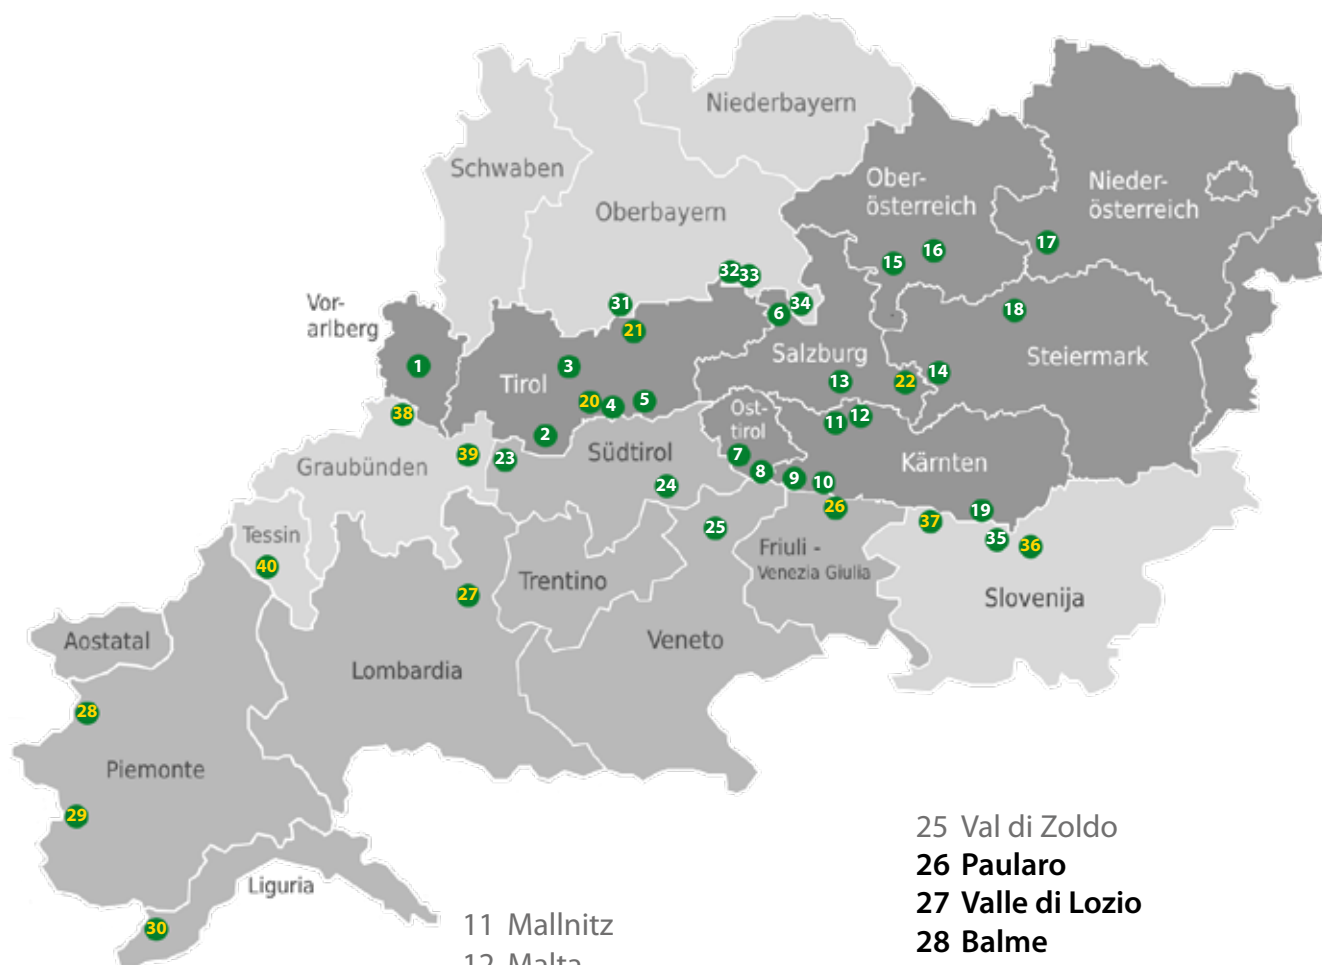 Niederbayern
Schwaben
Oberbayern
Ober-
österreich
Nieder-
österreich
17
16
15
32
33
31
34
6
21
18
Vor-
arlberg
1
3
Salzburg
Steiermark
Tirol
13
22
14
20
4
5
38
Ost-
tirol
11
12
2
39
23
Südtirol
7
8
9
10
Kärnten
Graubünden
24
26
19
37
25
35
36
Tessin
40
Friuli -
Venezia Giulia
Trentino
27
Slovenija
Aostatal
Veneto
Lombardia
28
Piemonte
29
Liguria
30
11 Mallnitz
12 Malta
25 Val di Zoldo
26 Paularo
27 Valle di Lozio
28 Balme